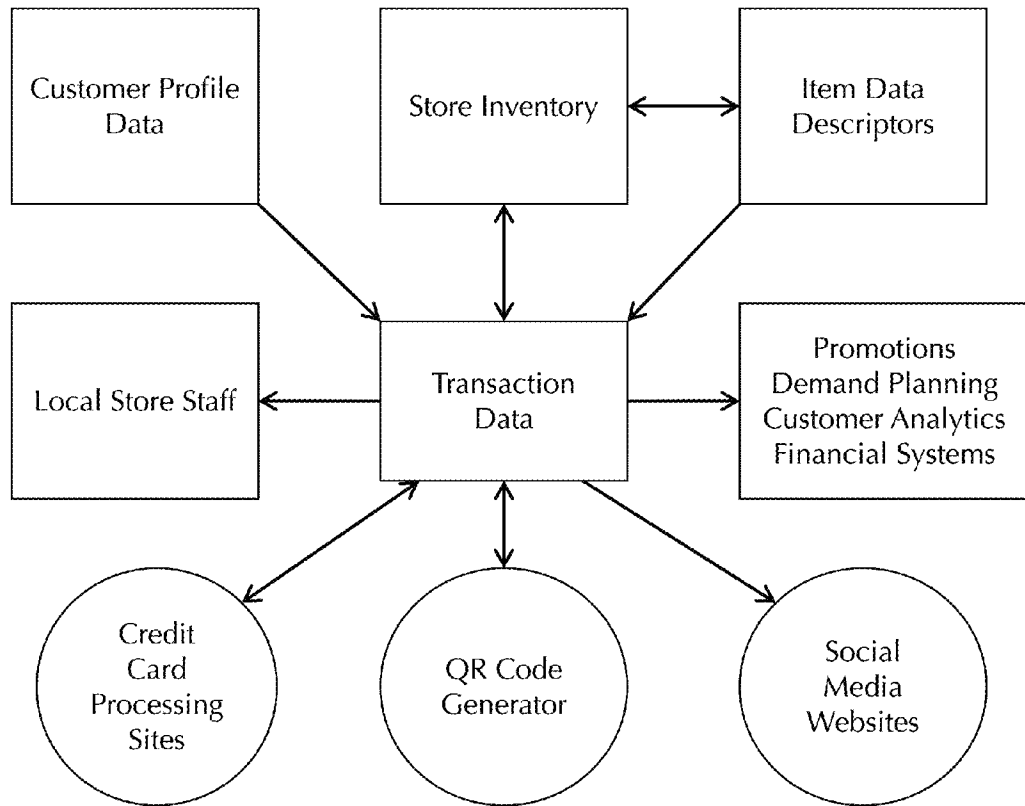 Customer Profile
Data
Store Inventory
Item Data
Descriptors
Local Store Staff
Transaction
Data
Promotions
Demand Planning
Customer Analytics
Financial Systems
Credit
Card
Processing
Sites
QR Code
Generator
Social
Media
Websites